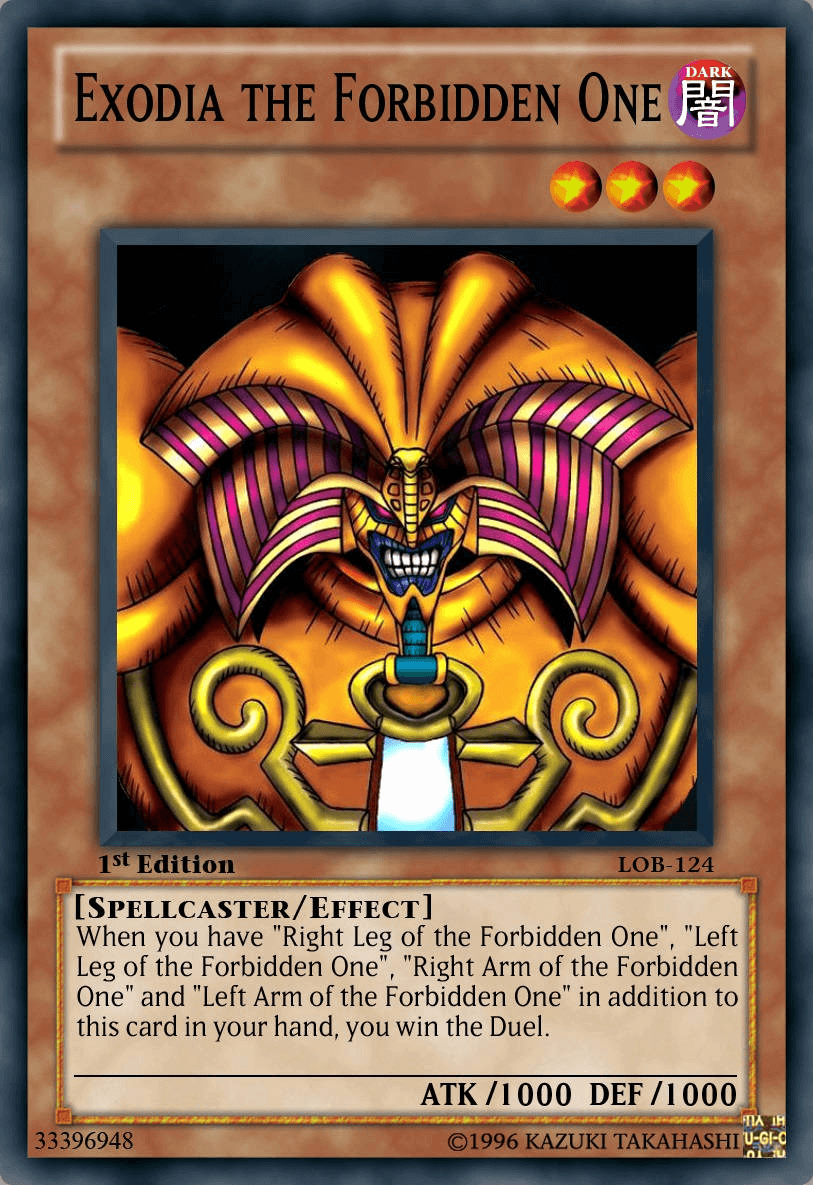 Exodia the Forbidden One
DARK
闇
1st Edition
LOB-124
[Spellcaster/Effect]
When you have "Right Leg of the Forbidden One", "Left
Leg of the Forbidden One", "Right Arm of the Forbidden
One" and "Left Arm of the Forbidden One" in addition to
this card in your hand, you win the Duel.
ATK/1000 DEF/1000
33396948
©1996 KAZUKI TAKAHASHI